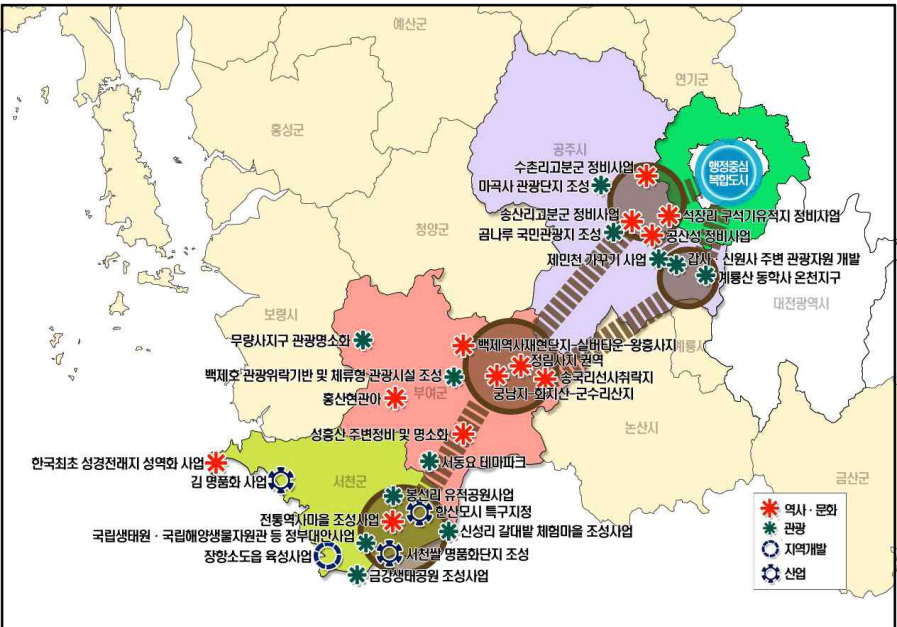 예산군
연기군
홍성군
공주시
행정중심
복합도시
수촌리고분군 정비사업
마곡사 관광단지 조성
송산리고분군 정비사업
석장리 구석기유적지 정비사업
곰나루 국민관광지 조성
공산성 정비사업
청양군
제민천 가꾸기 사업
갑사·신원사 주변 관광자원 개발
계룡산 동학사 온천지구
대전광역시
보령시
무량사지구 관광명소화
백제역사재현단지-실버타운-왕흥사지
계룡시
정림사지 권역
백제호 관광위락기반 및 체류형 관광시설 조성
송국리선사취락지
부여군
궁남지-화지산-군수리산지
홍산현관아
논산시
성흥산 주변정비 및 명소화
한국최초 성경전래지 성역화 사업
서동요 테마파크
김 명품화 사업
서천군
금산군
봉선리 유적공원사업
한산모시 특구지정
전통역사마을 조성사업
신성리 갈대밭 체험마을 조성사업
국립생태원·국립해양생물자원관 등 정부대안사업
장항소도읍 육성사업
서천쌀 명품화단지 조성
금강생태공원 조성사업
역사·문화
관광
지역개발
산업